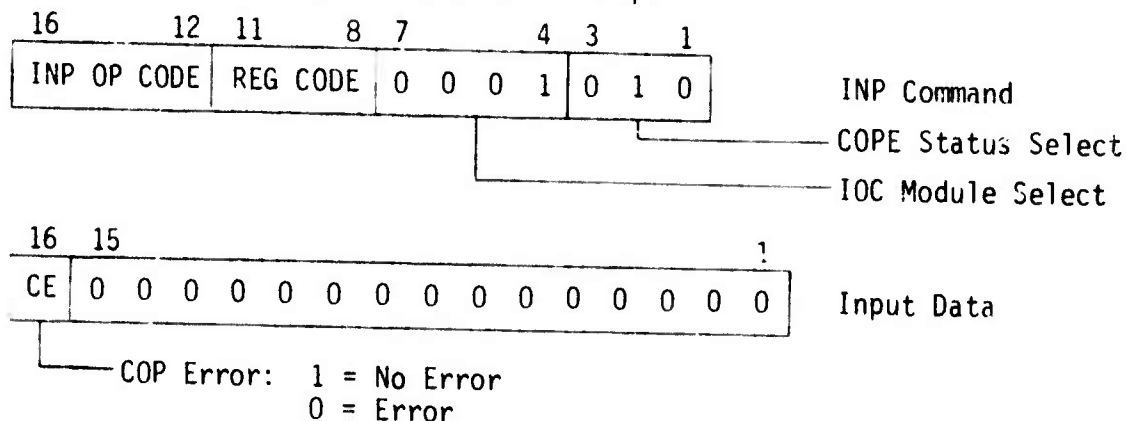 16 12 11 8 7 4 3 1
INP OP CODE REG CODE 0 0 0 1 0 1 0 INP Command
COPE Status Select
IOC Module Select
16 15 1
CE 0 0 0 0 0 0 0 0 0 0 0 0 0 0 0 Input Data
COP Error: 1 = No Error
0 = Error